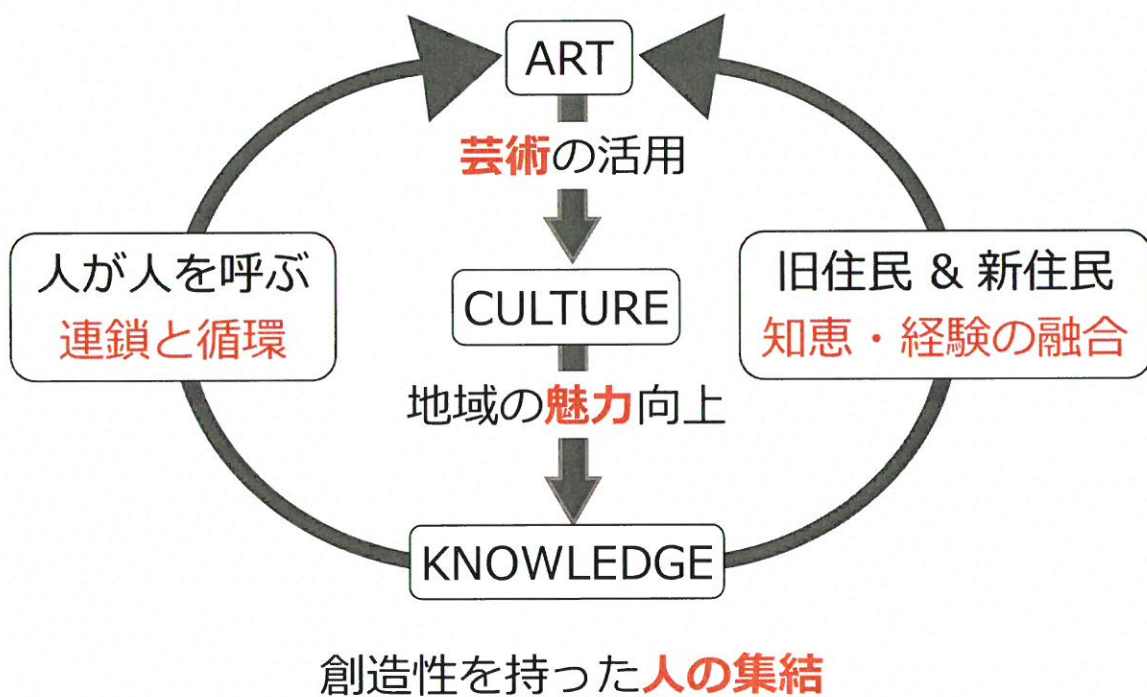 ART
芸術の活用
人が人を呼ぶ
連鎖と循環
CULTURE
旧住民 & 新住民
知恵・経験の融合
地域の魅力向上
KNOWLEDGE
創造性を持った人の集結